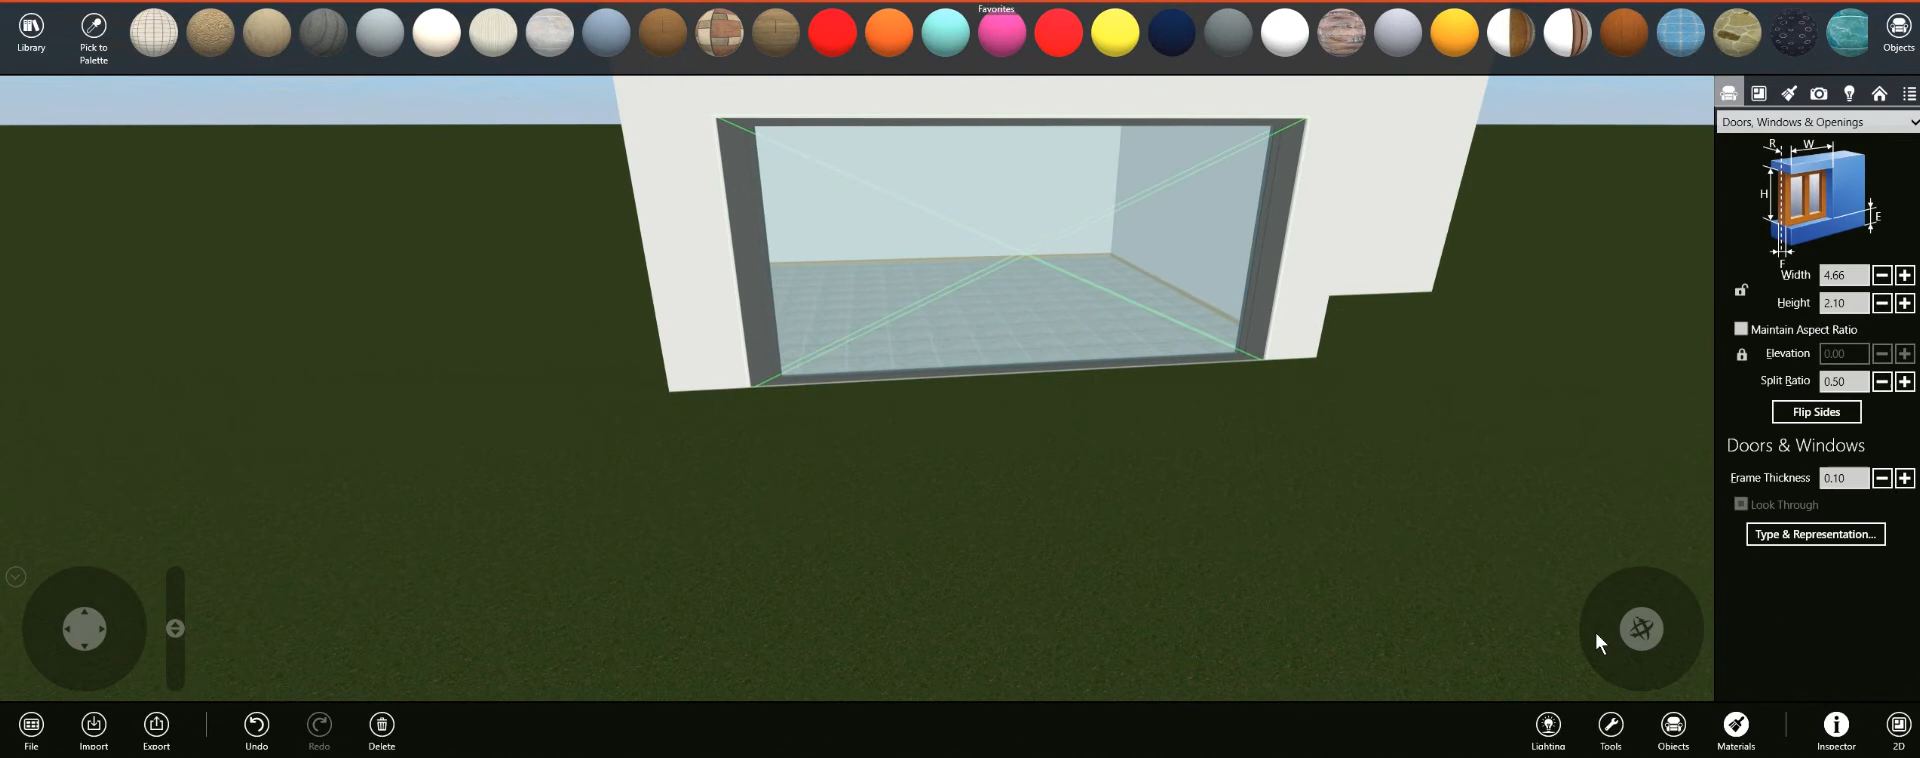 Favorites
Library
Pick to
Palette
Objects
Doors, Windows & Openings
R
W
H
E
F
Width 4.66
Height 2.10
Maintain Aspect Ratio
Elevation 0.00
Split Ratio 0.50
Flip Sides
Doors & Windows
Frame Thickness 0.10
Look Through
Type & Representation...
File
Import
Export
Undo
Redo
Delete
Lighting
Tools
Objects
Materials
Inspector
2D